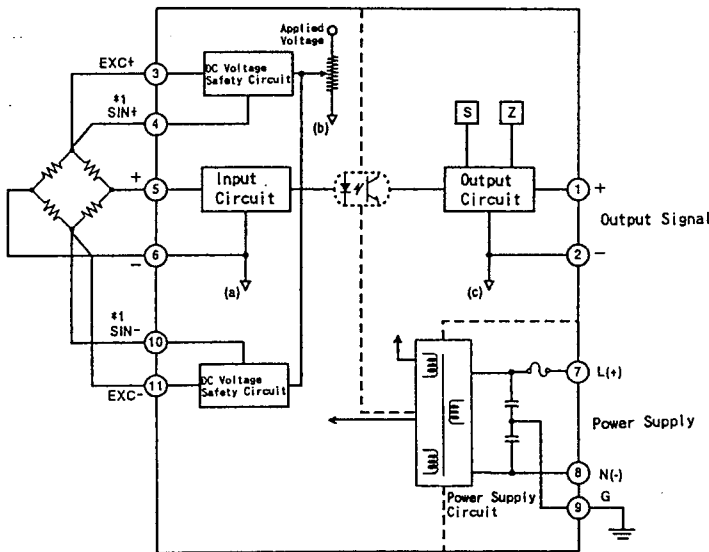 Applied
Voltage
EXC+
3
DC Voltage
Safety Circuit
*1
SIN+
4
(b)
S
Z
+
5
Input
Circuit
Output
Circuit
1
+
Output Signal
6
−
(a)
(c)
2
−
*1
SIN-
10
DC Voltage
Safety Circuit
11
EXC-
7
L(+)
Power Supply
8
N(-)
Power Supply
Circuit
9
G